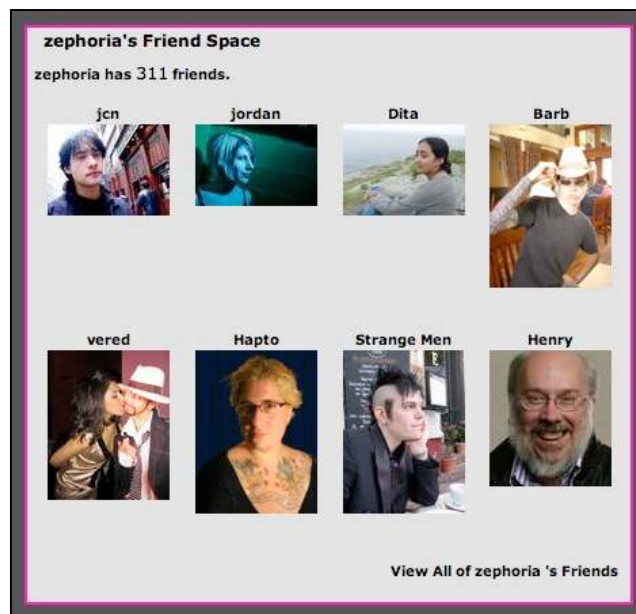 zephoria's Friend Space
zephoria has 311 friends.
jcn jordan Dita Barb
vered Hapto Strange Men Henry
View All of zephoria 's Friends